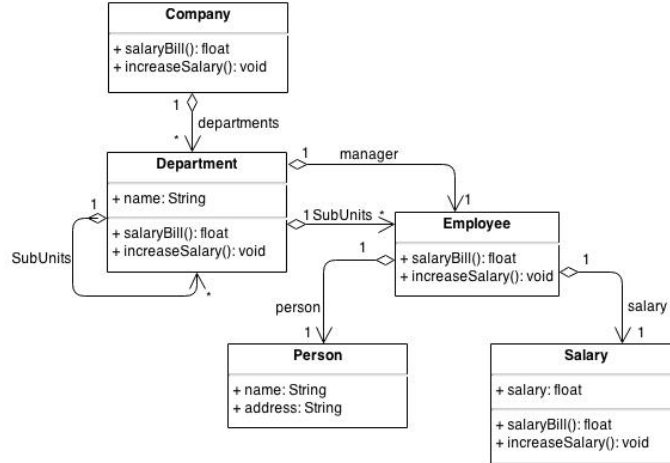 Company
+ salaryBill(): float
+ increaseSalary(): void
1
departments
*
Department
+ name: String
+ salaryBill(): float
+ increaseSalary(): void
1
manager
1
1
SubUnits
*
1 SubUnits *
Employee
+ salaryBill(): float
+ increaseSalary(): void
1
person
1
1
salary
1
Person
+ name: String
+ address: String
Salary
+ salary: float
+ salaryBill(): float
+ increaseSalary(): void